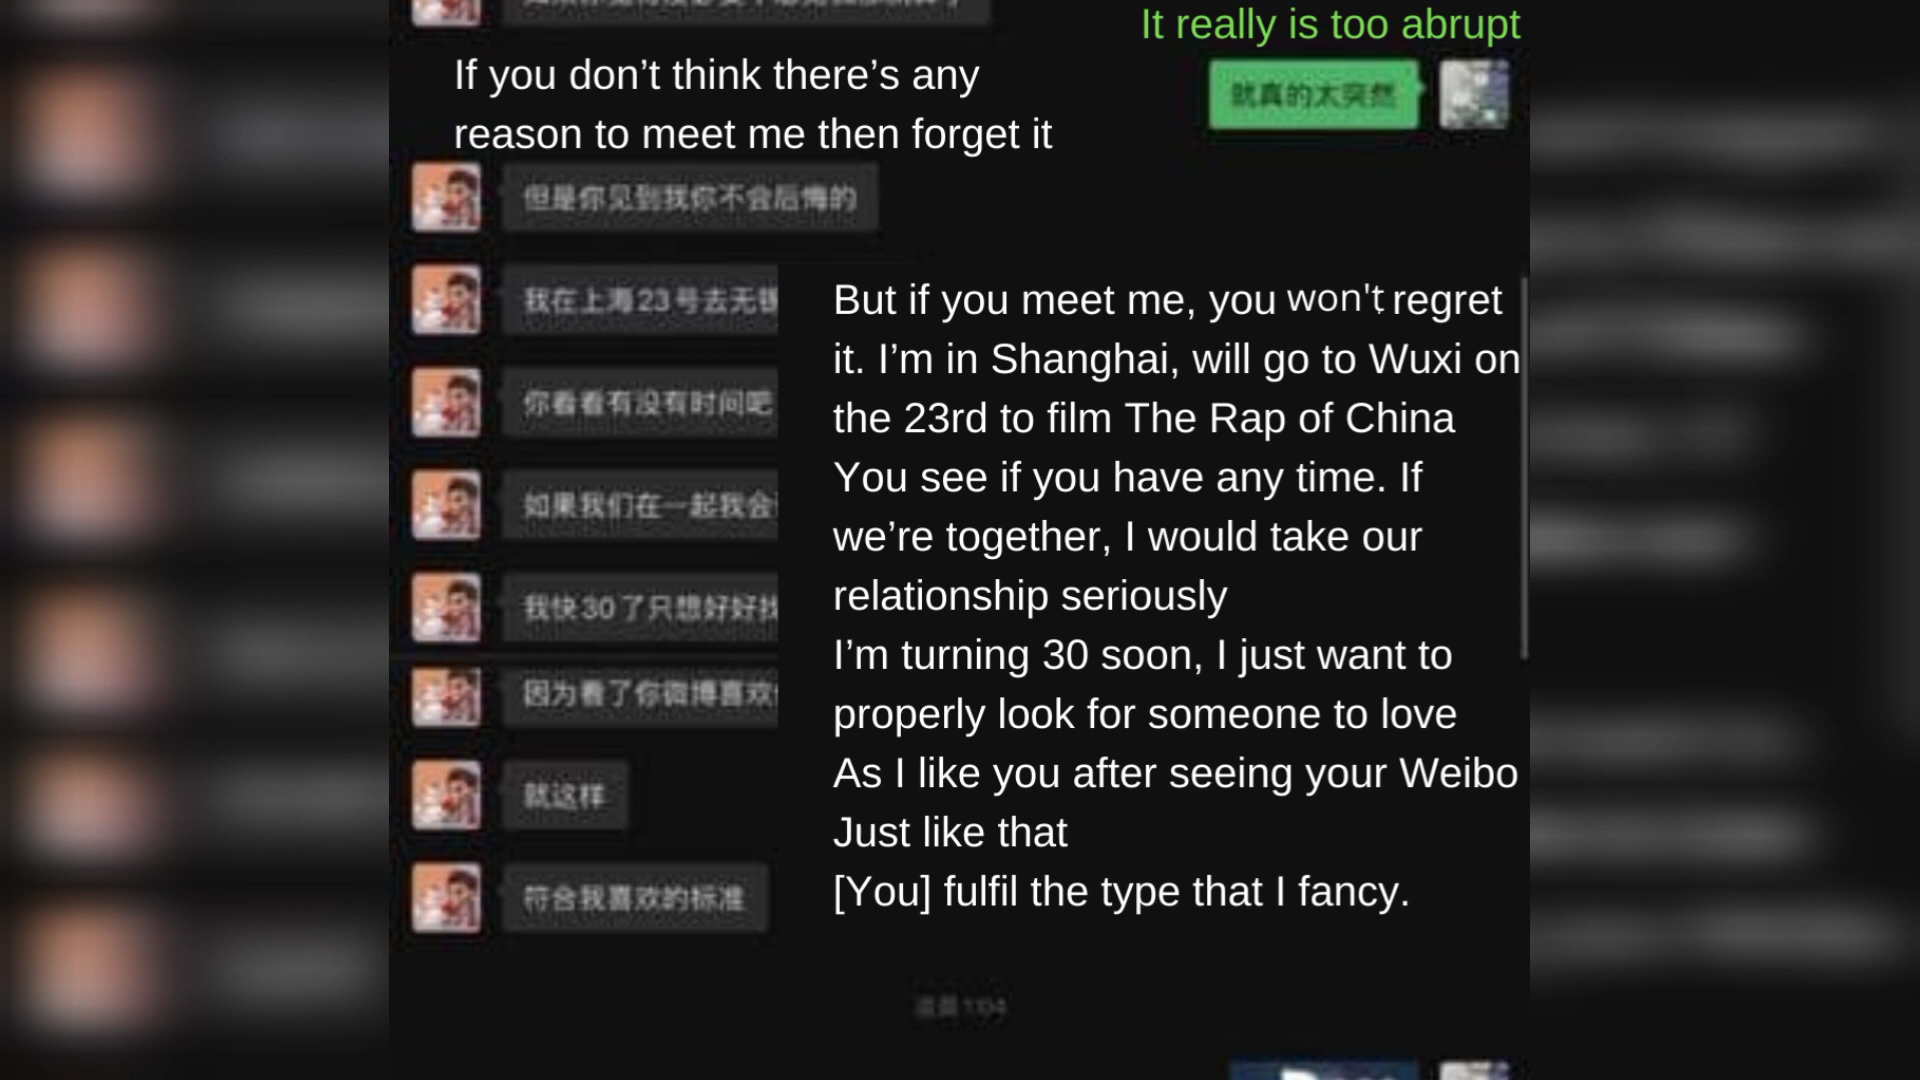 It really is too abrupt
If you don’t think there’s any
reason to meet me then forget it
就真的太突然
但是你见到我你不会后悔的
我在上海23号去无锡
你看看有没有时间吧
如果我们在一起我会
我快30了只想好好找
因为看了你微博喜欢
就这样
符合我喜欢的标准
But if you meet me, you won't regret
it. I’m in Shanghai, will go to Wuxi on
the 23rd to film The Rap of China
You see if you have any time. If
we’re together, I would take our
relationship seriously
I’m turning 30 soon, I just want to
properly look for someone to love
As I like you after seeing your Weibo
Just like that
[You] fulfil the type that I fancy.
凌晨1:04